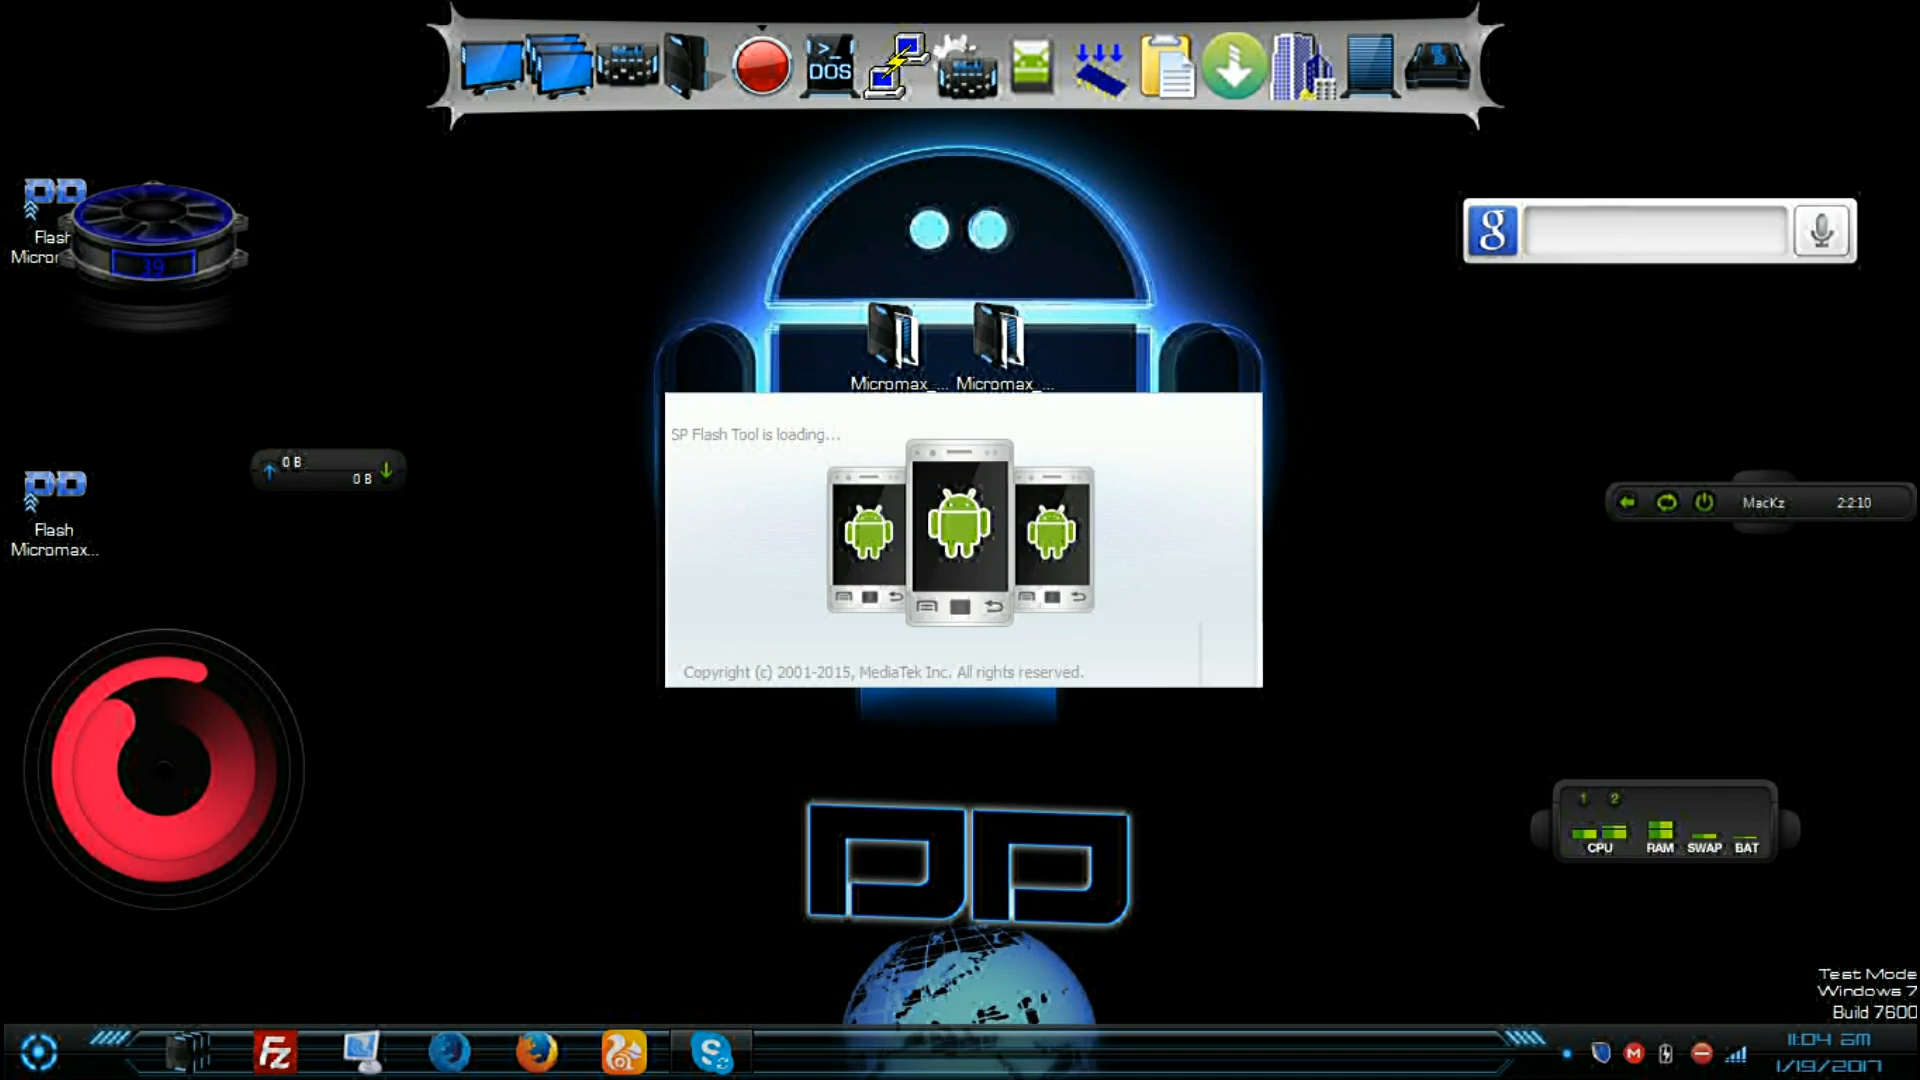 >_
DOS
g
Flash
Micror
39
0 B
0 B
Micromax_...
Micromax_...
SP Flash Tool is loading...
Copyright (c) 2001-2015, MediaTek Inc. All rights reserved.
Flash
Micromax...
MacKz
2:2:10
1 2
CPU RAM SWAP BAT
Test Mode
Windows 7
Build 7600
Fz
S
M
11:04 am
1/19/2017